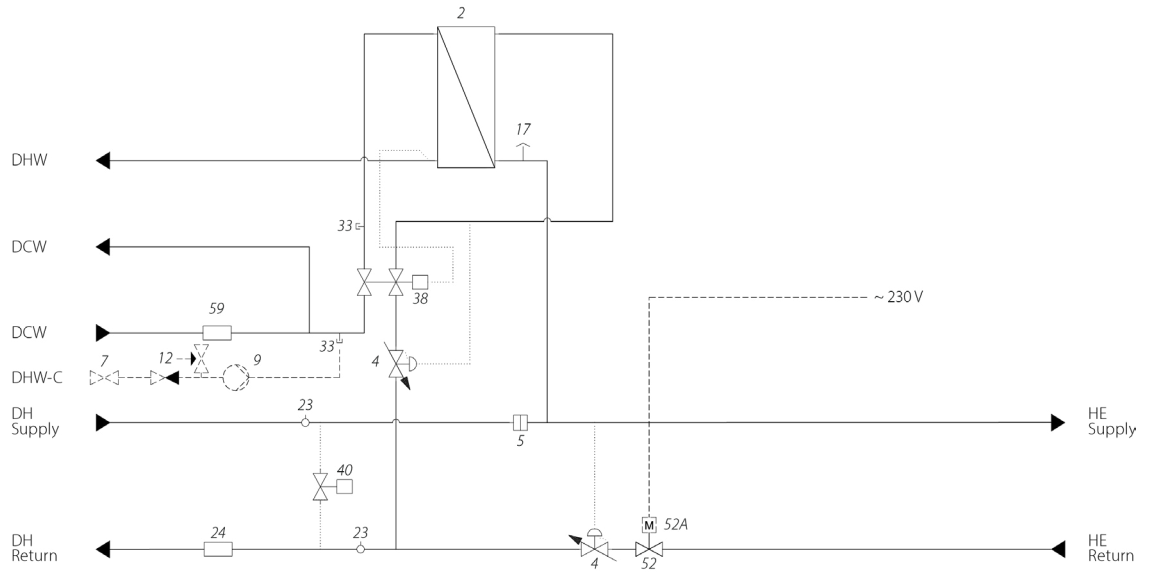 2
17
DHW
33
DCW
38
59
~ 230 V
DCW
33
7
12
9
4
DHW-C
DH
Supply
23
5
HE
Supply
40
M
52A
DH
Return
24
23
4
52
HE
Return